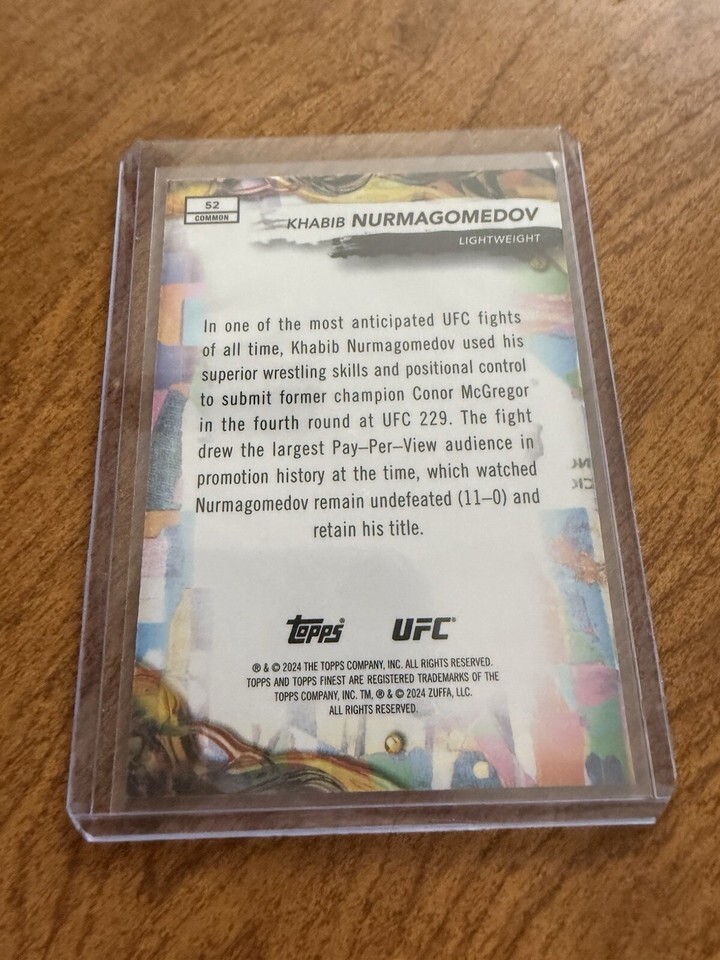 52
COMMON
KHABIB NURMAGOMEDOV
LIGHTWEIGHT
In one of the most anticipated UFC fights
of all time, Khabib Nurmagomedov used his
superior wrestling skills and positional control
to submit former champion Conor McGregor
in the fourth round at UFC 229. The fight
drew the largest Pay–Per–View audience in
promotion history at the time, which watched
Nurmagomedov remain undefeated (11–0) and
retain his title.
Topps® UFC®
® & © 2024 THE TOPPS COMPANY, INC. ALL RIGHTS RESERVED.
TOPPS AND TOPPS FINEST ARE REGISTERED TRADEMARKS OF THE
TOPPS COMPANY, INC. TM, ® & © 2024 ZUFFA, LLC.
ALL RIGHTS RESERVED.